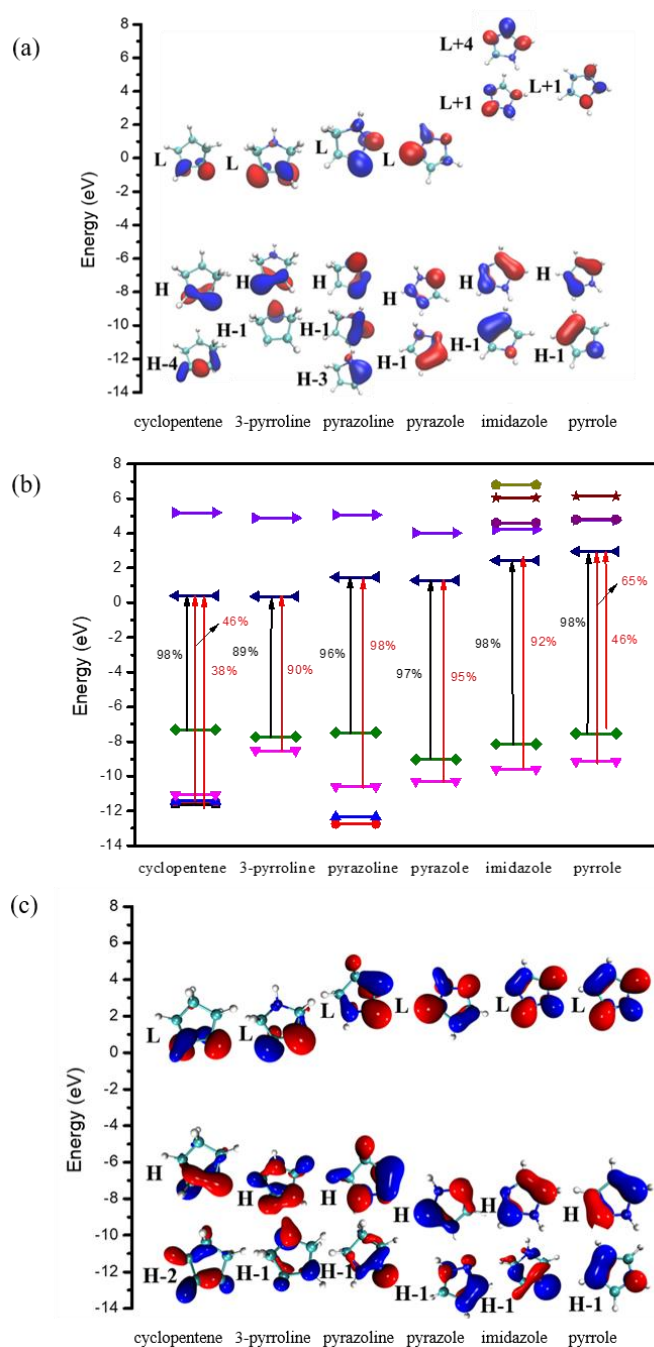 (a)
8
6
4
2
0
-2
-4
-6
-8
-10
-12
-14
Energy (eV)
L+4
L+1
L+1
L
L
L
L
H
H
H
H
H
H
H-4
H-1
H-1
H-3
H-1
H-1
H-1
cyclopentene 3-pyrroline pyrazoline pyrazole imidazole pyrrole
(b)
8
6
4
2
0
-2
-4
-6
-8
-10
-12
-14
Energy (eV)
98%
46%
38%
89%
90%
96%
98%
97%
95%
98%
92%
98%
65%
46%
cyclopentene 3-pyrroline pyrazoline pyrazole imidazole pyrrole
(c)
8
6
4
2
0
-2
-4
-6
-8
-10
-12
-14
Energy (eV)
L
L
L
L
L
L
H
H
H
H
H
H
H-2
H-1
H-1
H-1
H-1
H-1
cyclopentene 3-pyrroline pyrazoline pyrazole imidazole pyrrole